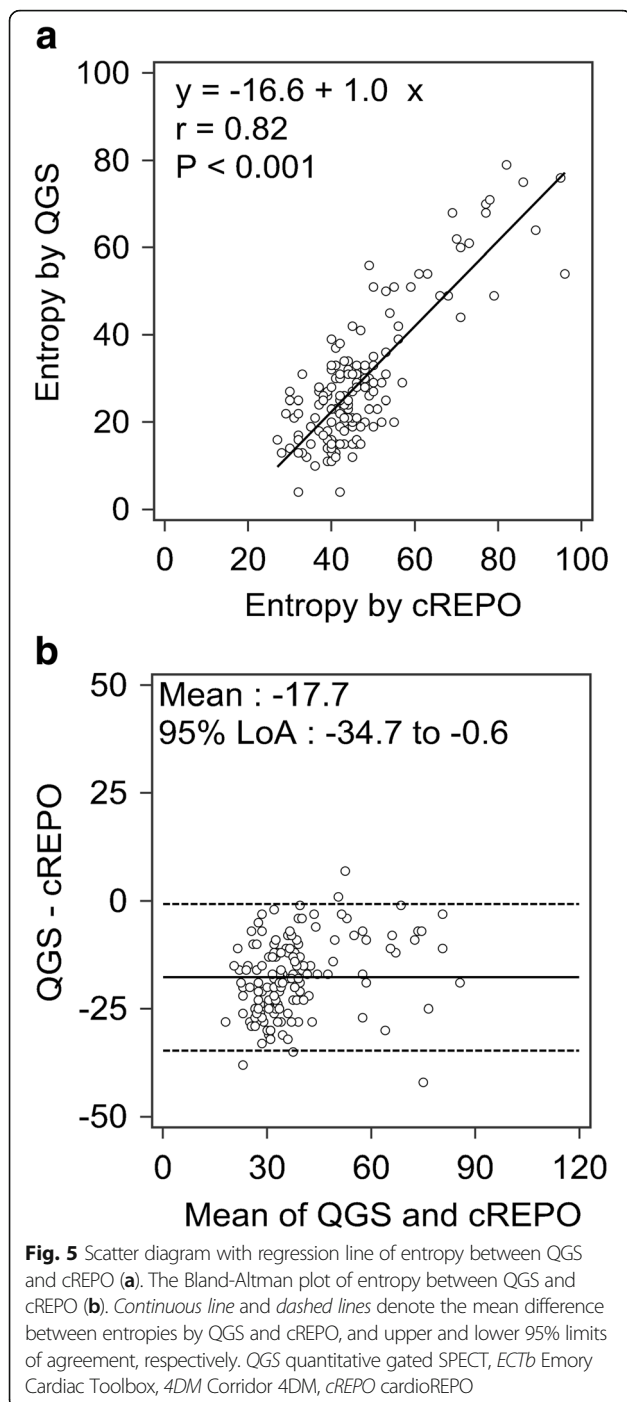 a
y = -16.6 + 1.0 x
r = 0.82
P < 0.001
Entropy by QGS
100
80
60
40
20
0
0 20 40 60 80 100
Entropy by cREPO
b
Mean : -17.7
95% LoA : -34.7 to -0.6
QGS - cREPO
50
25
0
-25
-50
0 30 60 90 120
Mean of QGS and cREPO
Fig. 5 Scatter diagram with regression line of entropy between QGS
and cREPO (a). The Bland-Altman plot of entropy between QGS and
cREPO (b). Continuous line and dashed lines denote the mean difference
between entropies by QGS and cREPO, and upper and lower 95% limits
of agreement, respectively. QGS quantitative gated SPECT, ECTb Emory
Cardiac Toolbox, 4DM Corridor 4DM, cREPO cardioREPO